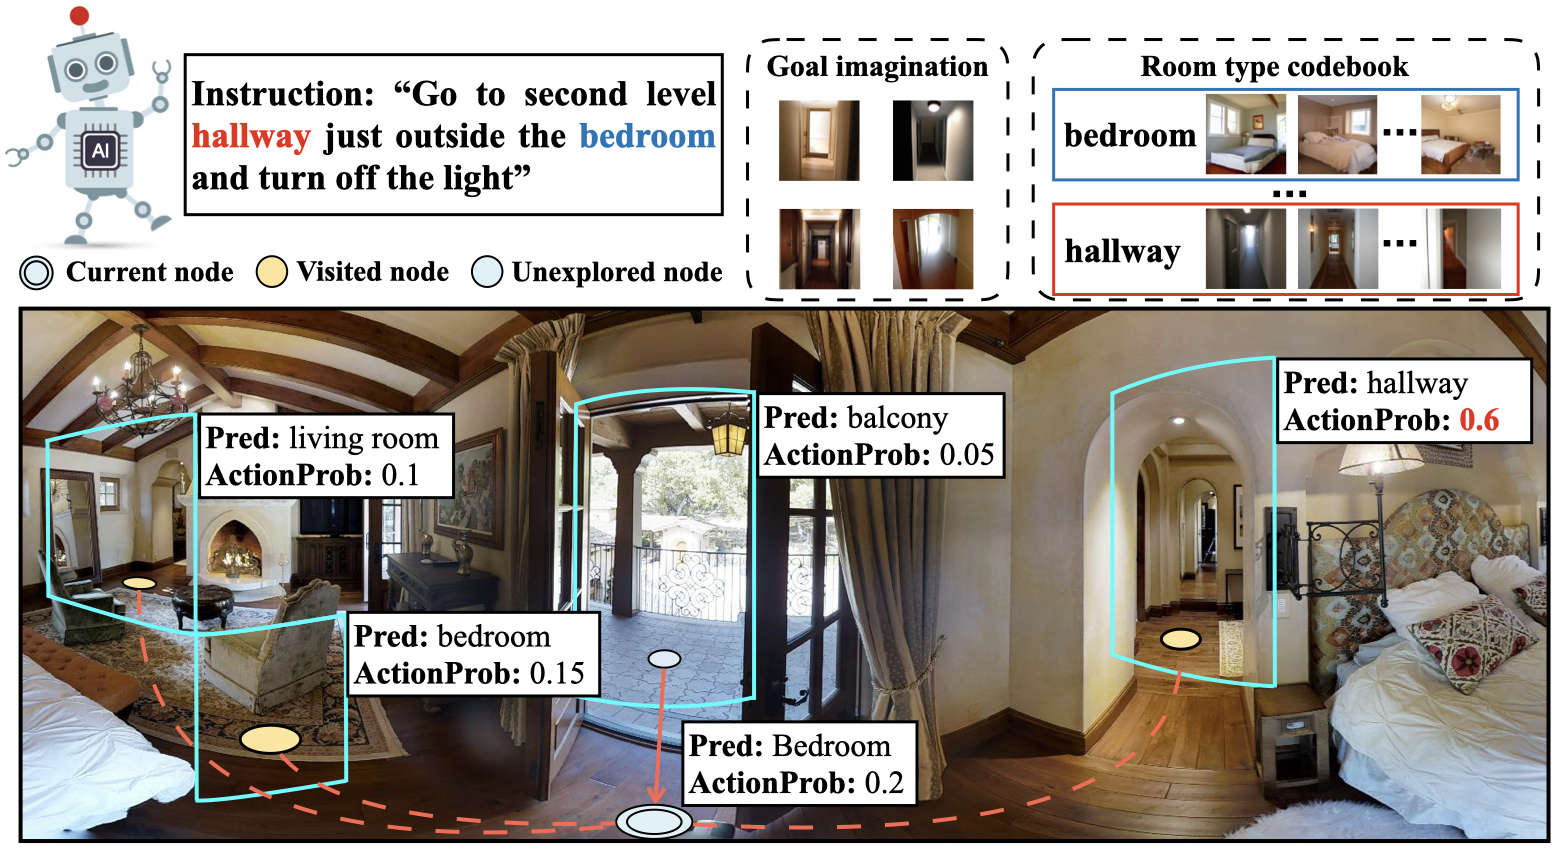 AI
Instruction: “Go to second level
hallway just outside the bedroom
and turn off the light”
Goal imagination
Room type codebook
bedroom
...
...
hallway
...
Current node
Visited node
Unexplored node
Pred: living room
ActionProb: 0.1
Pred: balcony
ActionProb: 0.05
Pred: hallway
ActionProb: 0.6
Pred: bedroom
ActionProb: 0.15
Pred: Bedroom
ActionProb: 0.2